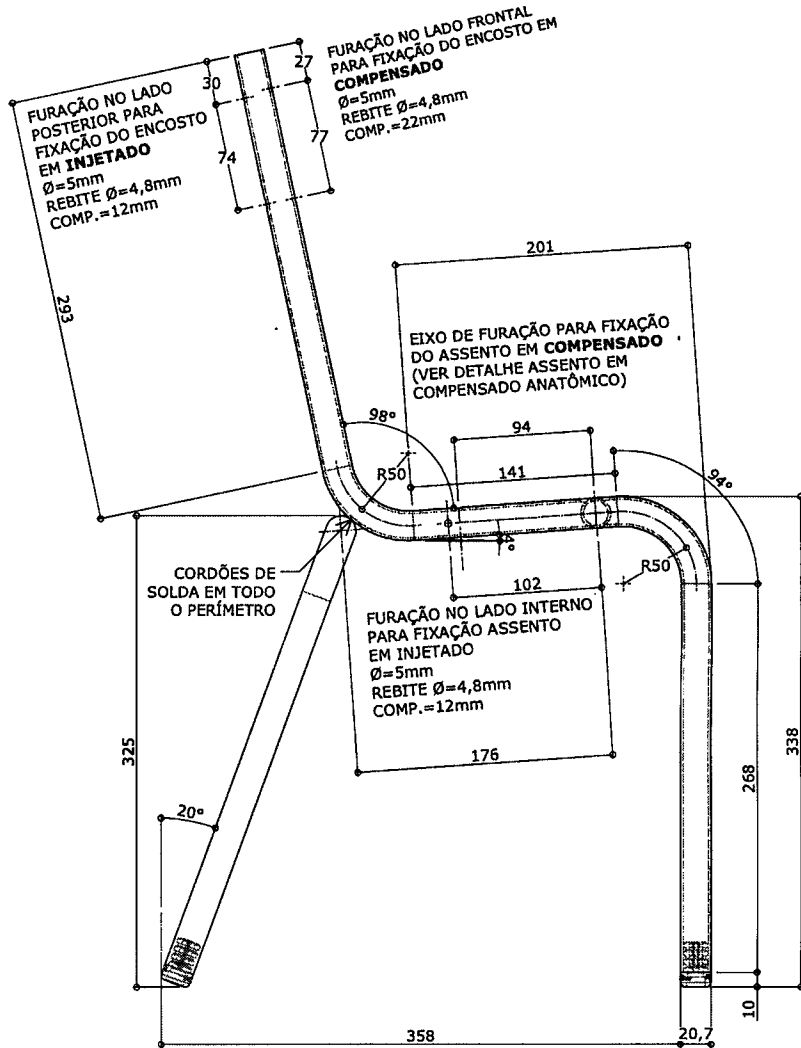 FURAÇÃO NO LADO FRONTAL
PARA FIXAÇÃO DO ENCOSTO EM
COMPENSADO
Ø=5mm
REBITE Ø=4,8mm
COMP.=22mm
27
30
77
74
FURAÇÃO NO LADO
POSTERIOR PARA
FIXAÇÃO DO ENCOSTO
EM INJETADO
Ø=5mm
REBITE Ø=4,8mm
COMP.=12mm
293
201
EIXO DE FURAÇÃO PARA FIXAÇÃO
DO ASSENTO EM COMPENSADO
(VER DETALHE ASSENTO EM
COMPENSADO ANATÔMICO)
98º
94
R50
141
94º
4º
R50
102
CORDÕES DE
SOLDA EM TODO
O PERÍMETRO
FURAÇÃO NO LADO INTERNO
PARA FIXAÇÃO ASSENTO
EM INJETADO
Ø=5mm
REBITE Ø=4,8mm
COMP.=12mm
325
176
338
268
20º
10
358
20,7